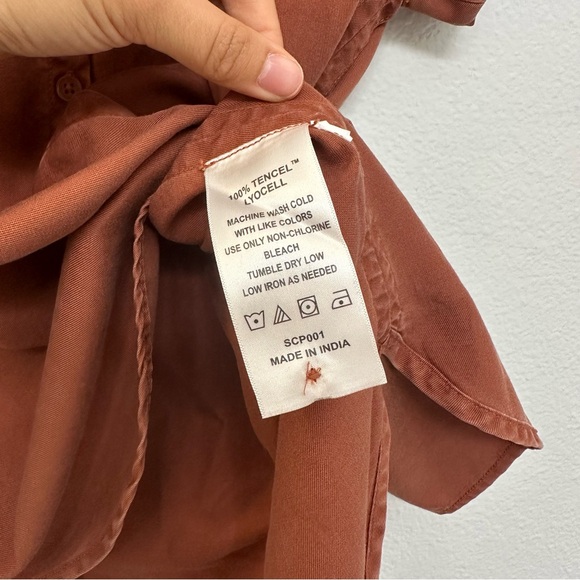 100% TENCEL™
LYOCELL
MACHINE WASH COLD
WITH LIKE COLORS
USE ONLY NON-CHLORINE
BLEACH
TUMBLE DRY LOW
LOW IRON AS NEEDED
SCP001
MADE IN INDIA